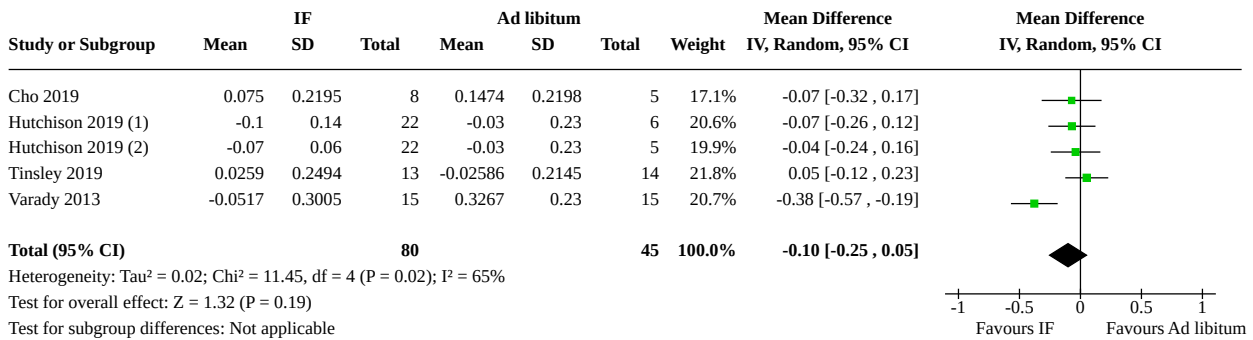 IF Ad libitum Mean Difference Mean Difference
Study or Subgroup Mean SD Total Mean SD Total Weight IV, Random, 95% CI IV, Random, 95% CI
Cho 2019 0.075 0.2195 8 0.1474 0.2198 5 17.1% -0.07 [-0.32 , 0.17]
Hutchison 2019 (1) -0.1 0.14 22 -0.03 0.23 6 20.6% -0.07 [-0.26 , 0.12]
Hutchison 2019 (2) -0.07 0.06 22 -0.03 0.23 5 19.9% -0.04 [-0.24 , 0.16]
Tinsley 2019 0.0259 0.2494 13 -0.02586 0.2145 14 21.8% 0.05 [-0.12 , 0.23]
Varady 2013 -0.0517 0.3005 15 0.3267 0.23 15 20.7% -0.38 [-0.57 , -0.19]
Total (95% CI) 80 45 100.0% -0.10 [-0.25 , 0.05]
Heterogeneity: Tau² = 0.02; Chi² = 11.45, df = 4 (P = 0.02); I² = 65%
Test for overall effect: Z = 1.32 (P = 0.19) -1 -0.5 0 0.5 1
Test for subgroup differences: Not applicable Favours IF Favours Ad libitum